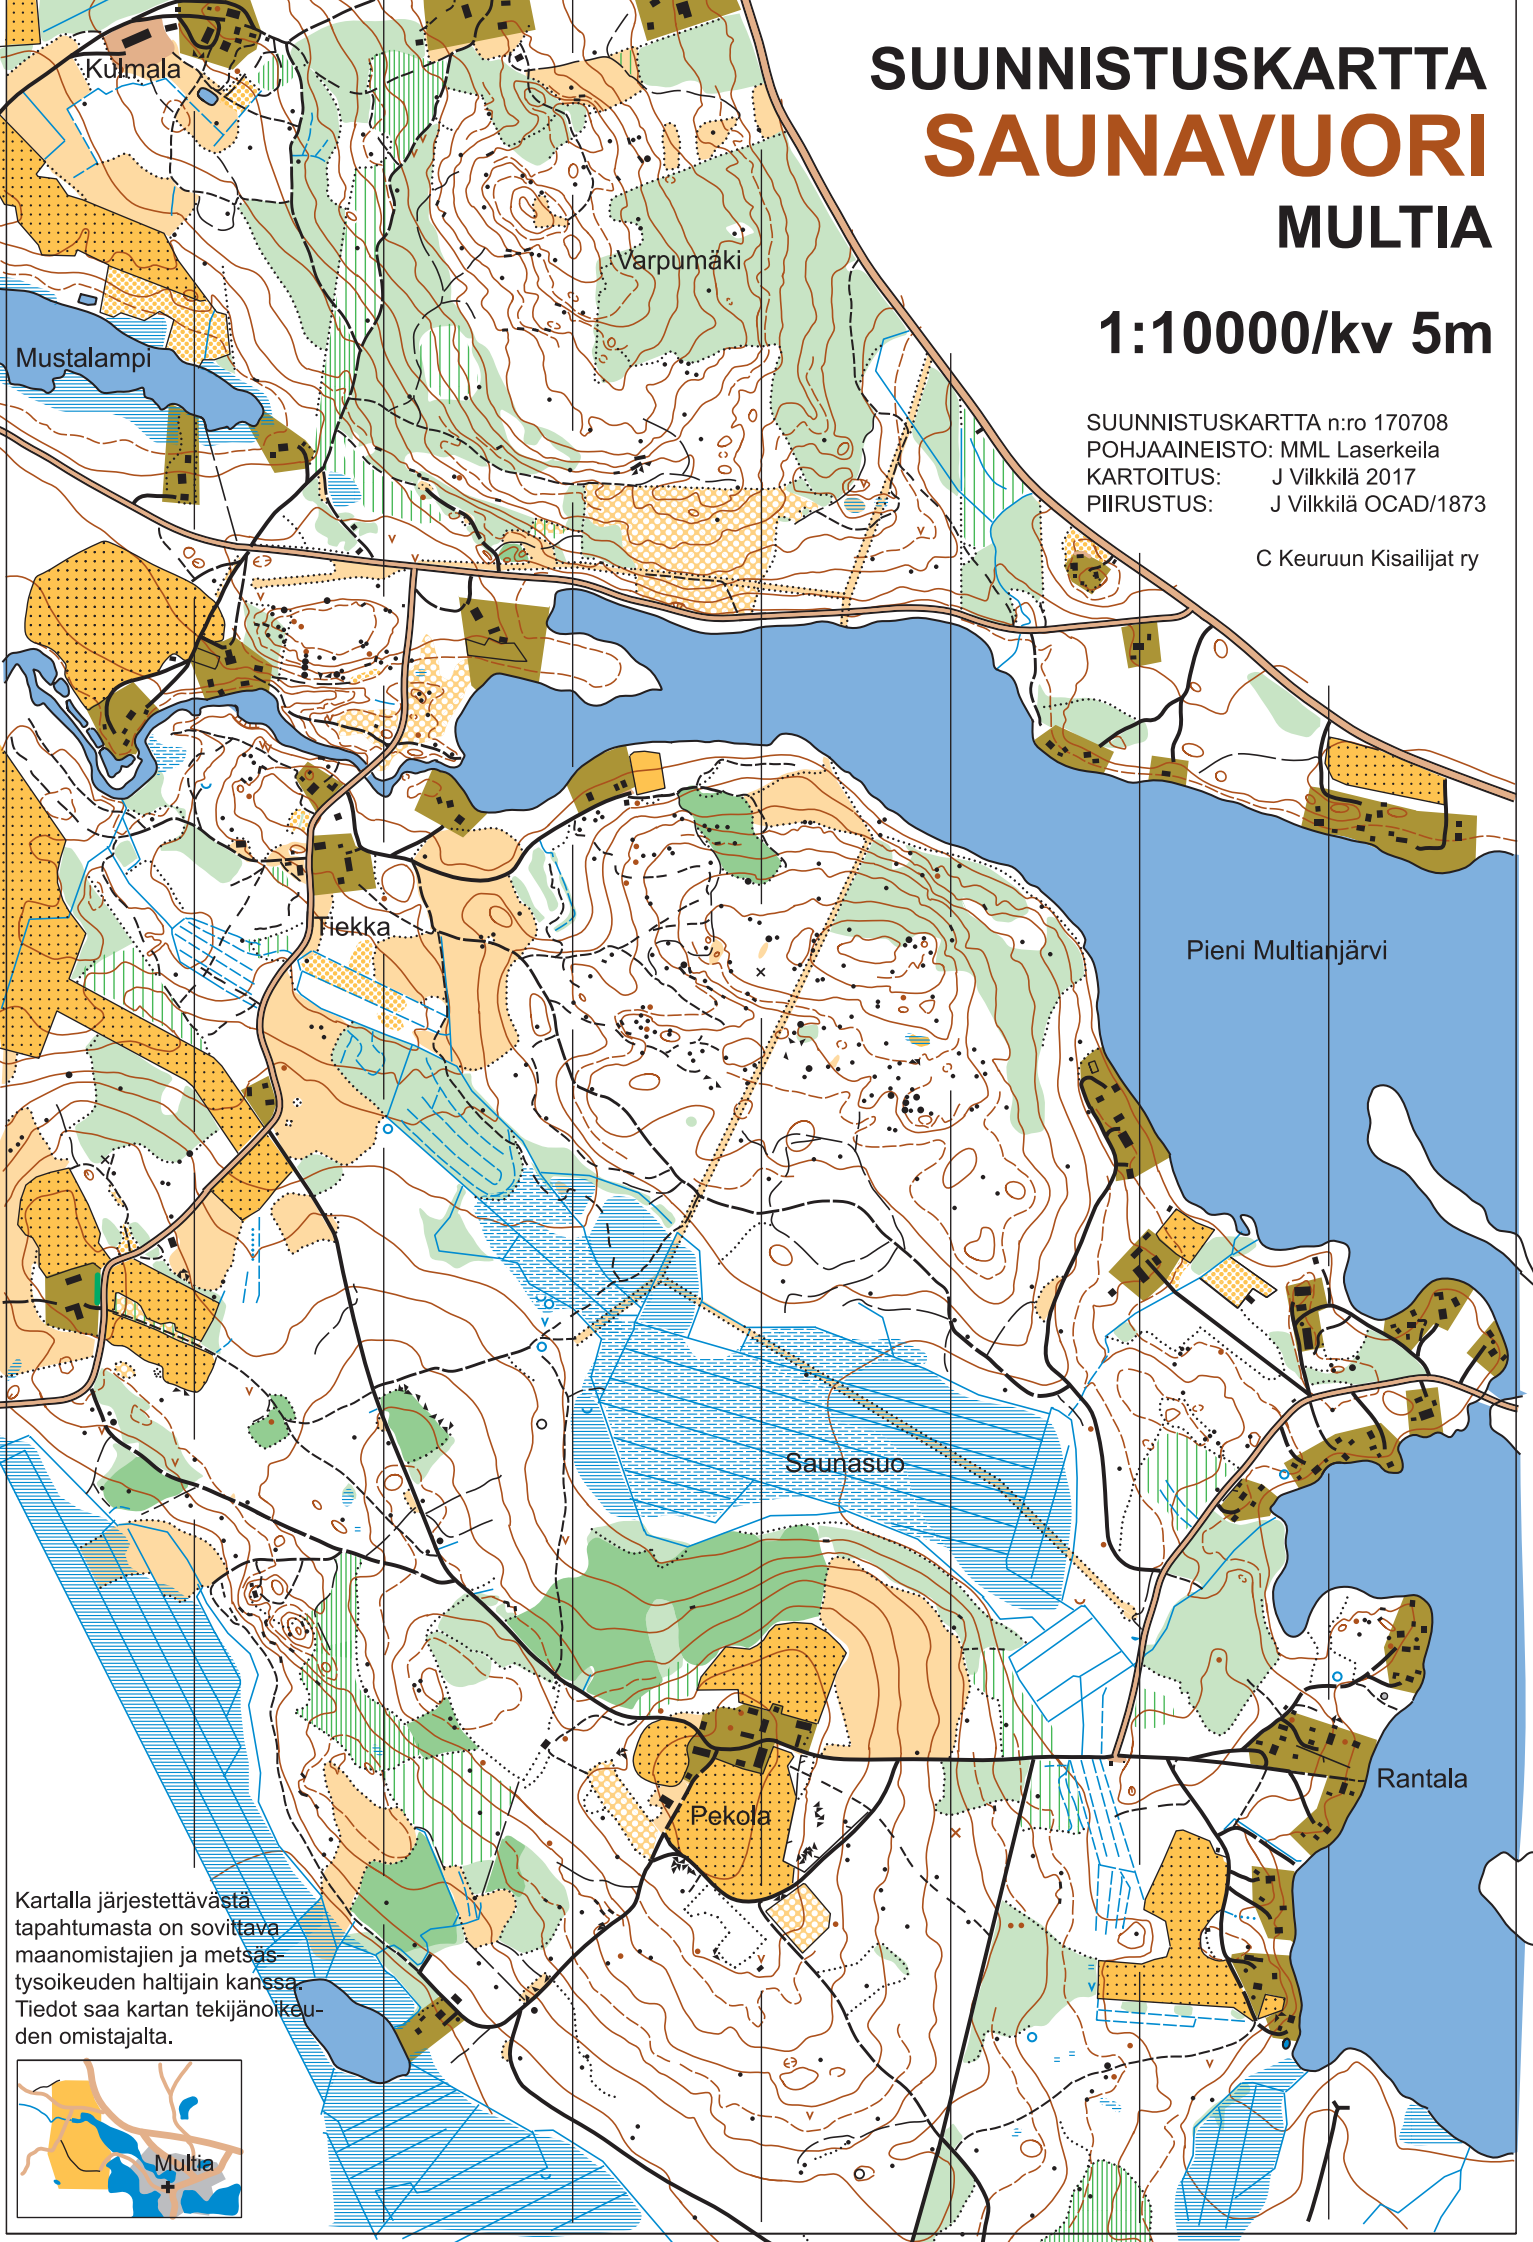 SUUNNISTUSKARTTA
SAUNAVUORI
MULTIA
1:10000/kv 5m
SUUNNISTUSKARTTA n:ro 170708
POHJAAINEISTO: MML Laserkeila
KARTOITUS: J Vilkkilä 2017
PIIRUSTUS: J Vilkkilä OCAD/1873
C Keuruun Kisailijat ry
Kulmala
Varpumäki
Mustalampi
Tiekka
Pieni Multianjärvi
Saunasuo
Rantala
Pekola
Kartalla järjestettävästä
tapahtumasta on sovittava
maanomistajien ja metsäs-
tysoikeuden haltijain kanssa.
Tiedot saa kartan tekijänoikeu-
den omistajalta.
Multia